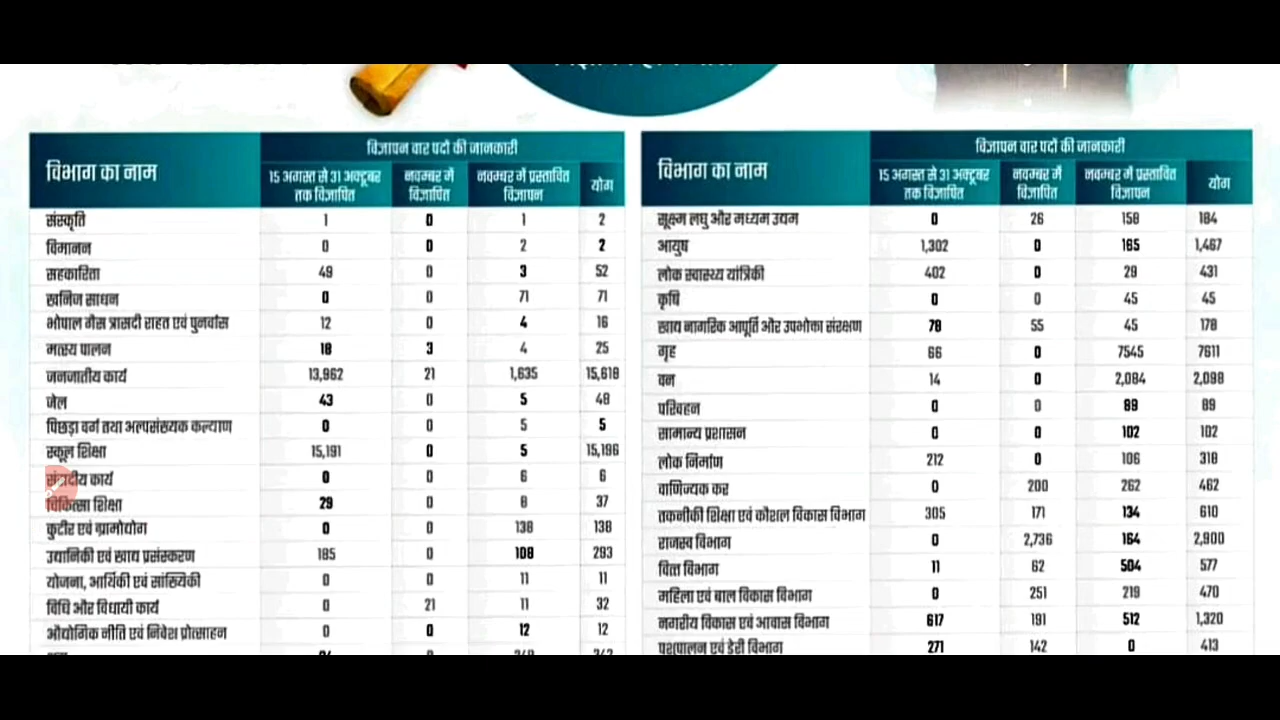 विभाग का नाम
विज्ञापन वार पदों की जानकारी
15 अगस्त से 31 अक्टूबर तक विज्ञापित
नवम्बर में विज्ञापित
नवम्बर में प्रस्तावित विज्ञापन
योग
संस्कृति 1 0 1 2
विमानन 0 0 2 2
सहकारिता 49 0 3 52
खनिज साधन 0 0 71 71
भोपाल गैस त्रासदी राहत एवं पुनर्वास 12 0 4 16
मत्स्य पालन 18 3 4 25
जनजातीय कार्य 13,962 21 1,635 15,618
जेल 43 0 5 48
पिछड़ा वर्ग तथा अल्पसंख्यक कल्याण 0 0 5 5
स्कूल शिक्षा 15,191 0 5 15,196
संसदीय कार्य 0 0 6 6
चिकित्सा शिक्षा 29 0 8 37
कुटीर एवं ग्रामोद्योग 0 0 138 138
उद्यानिकी एवं खाद्य प्रसंस्करण 185 0 108 293
योजना, आर्थिकी एवं सांख्यिकी 0 0 11 11
विधि और विधायी कार्य 0 21 11 32
औद्योगिक नीति एवं निवेश प्रोत्साहन 0 0 12 12
विभाग का नाम
विज्ञापन वार पदों की जानकारी
15 अगस्त से 31 अक्टूबर तक विज्ञापित
नवम्बर में विज्ञापित
नवम्बर में प्रस्तावित विज्ञापन
योग
सूक्ष्म लघु और मध्यम उद्यम 0 26 158 184
आयुष 1,302 0 165 1,467
लोक स्वास्थ्य यांत्रिकी 402 0 29 431
कृषि 0 0 45 45
खाद्य नागरिक आपूर्ति और उपभोक्ता संरक्षण 78 55 45 178
गृह 66 0 7545 7611
वन 14 0 2,084 2,098
परिवहन 0 0 89 89
सामान्य प्रशासन 0 0 102 102
लोक निर्माण 212 0 106 318
वाणिज्यक कर 0 200 262 462
तकनीकी शिक्षा एवं कौशल विकास विभाग 305 171 134 610
राजस्व विभाग 0 2,736 164 2,900
वित्त विभाग 11 62 504 577
महिला एवं बाल विकास विभाग 0 251 219 470
नगरीय विकास एवं आवास विभाग 617 191 512 1,320
पशुपालन एवं डेरी विभाग 271 142 0 413